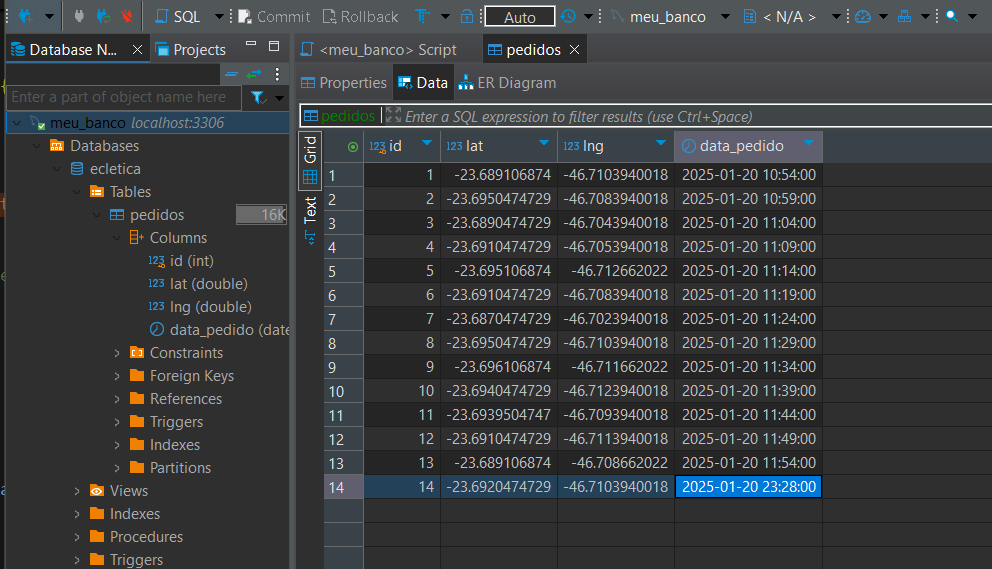 SQL Commit Rollback Auto meu_banco < N/A >
Database N... Projects <meu_banco> Script pedidos
Properties Data ER Diagram
Enter a part of object name here
pedidos Enter a SQL expression to filter results (use Ctrl+Space)
meu_banco localhost:3306
Databases
ecletica
Tables
pedidos 16K
Columns
id (int)
lat (double)
lng (double)
data_pedido (date
Constraints
Foreign Keys
References
Triggers
Indexes
Partitions
Views
Indexes
Procedures
Triggers
Grid
Text
123 id 123 lat 123 lng data_pedido
1 1 -23.689106874 -46.7103940018 2025-01-20 10:54:00
2 2 -23.6950474729 -46.7083940018 2025-01-20 10:59:00
3 3 -23.6890474729 -46.7043940018 2025-01-20 11:04:00
4 4 -23.6910474729 -46.7053940018 2025-01-20 11:09:00
5 5 -23.695106874 -46.712662022 2025-01-20 11:14:00
6 6 -23.6910474729 -46.7083940018 2025-01-20 11:19:00
7 7 -23.6870474729 -46.7023940018 2025-01-20 11:24:00
8 8 -23.6950474729 -46.7103940018 2025-01-20 11:29:00
9 9 -23.696106874 -46.711662022 2025-01-20 11:34:00
10 10 -23.6940474729 -46.7123940018 2025-01-20 11:39:00
11 11 -23.6939504747 -46.7093940018 2025-01-20 11:44:00
12 12 -23.6910474729 -46.7113940018 2025-01-20 11:49:00
13 13 -23.689106874 -46.708662022 2025-01-20 11:54:00
14 14 -23.6920474729 -46.7103940018 2025-01-20 23:28:00